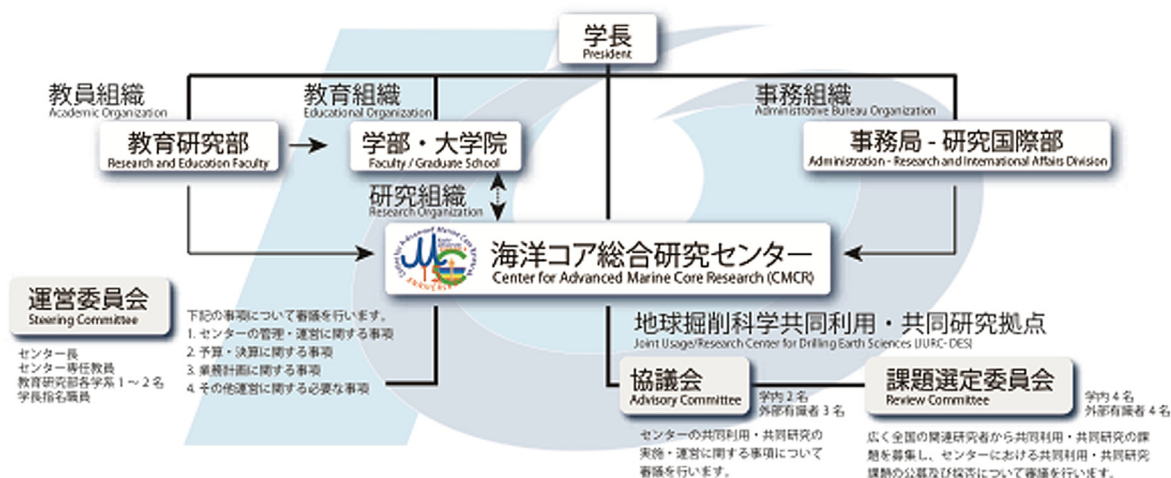 学長
President
教員組織
Academic Organization
教育組織
Educational Organization
事務組織
Administrative Bureau Organization
教育研究部
Research and Education Faculty
学部・大学院
Faculty / Graduate School
事務局 - 研究国際部
Administration - Research and International Affairs Division
研究組織
Research Organization
海洋コア総合研究センター
Center for Advanced Marine Core Research (CMCR)
運営委員会
Steering Committee
センター長
センター専任教員
教育研究部各学系1～2名
学長指名職員
下記の事項について審議を行います。
1. センターの管理・運営に関する事項
2. 予算・決算に関する事項
3. 業務計画に関する事項
4. その他運営に関する必要な事項
地球掘削科学共同利用・共同研究拠点
Joint Usage/Research Center for Drilling Earth Sciences (JURC-DES)
協議会
Advisory Committee
学内2名
外部有識者3名
センターの共同利用・共同研究の
実施・運営に関する事項について
審議を行います。
課題選定委員会
Review Committee
学内4名
外部有識者4名
広く全国の関連研究者から共同利用・共同研究の課
題を募集し、センターにおける共同利用・共同研究
課題の公募及び採否について審議を行います。